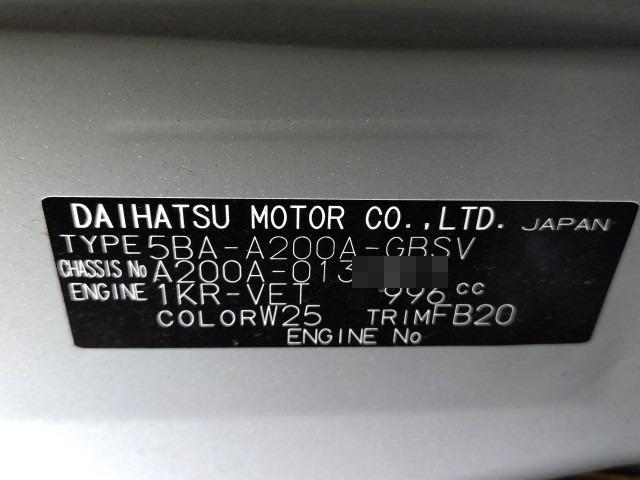 DAIHATSU MOTOR CO.,LTD. JAPAN
TYPE 5BA-A200A-GBSV
CHASSIS No A200A-013
ENGINE 1KR-VET 996 cc
COLOR W25 TRIM FB20
ENGINE No